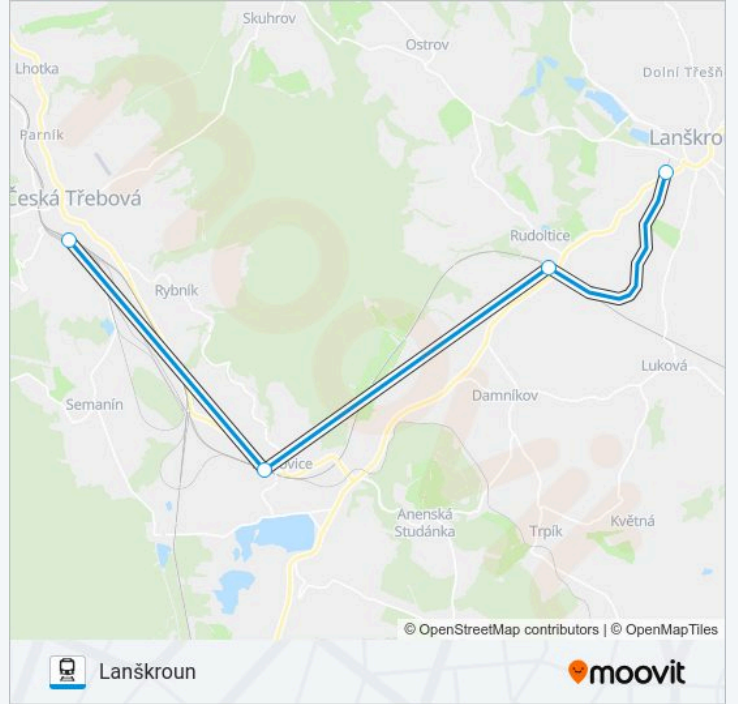 Skuhrov
Ostrov
Lhotka
Dolní Třešň
Parník
Lanškro
Česká Třebová
Rudoltice
Rybník
Luková
Damníkov
Semanín
ovice
Anenská
Studánka
Trpík
Květná
© OpenStreetMap contributors | © OpenMapTiles
Lanškroun
moovit